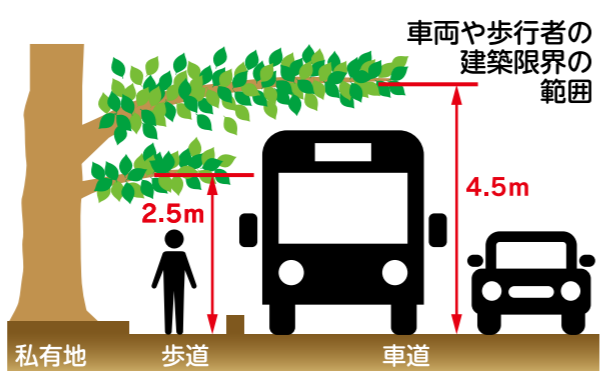 車両や歩行者の
建築限界の
範囲
4.5m
2.5m
私有地
歩道
車道